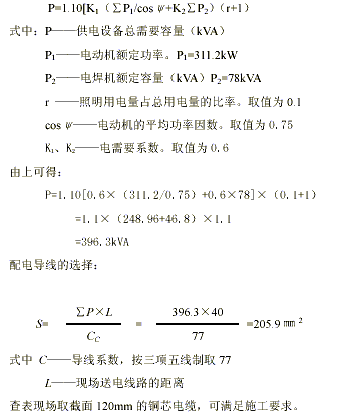 P=1.10[K₁（∑P₁/cosψ+K₂∑P₂）（r+1）
式中：P——供电设备总需要容量（kVA）
P₁——电动机额定功率。P₁=311.2kW
P₂——电焊机额定容量（kVA）P₂=78kVA
r ——照明用电量占总用电量的比率。取值为 0.1
cosψ——电动机的平均功率因数。取值为 0.75
K₁、K₂——电需要系数。取值为 0.6
由上可得：
P=1.10[0.6×（311.2/0.75）+0.6×78]×（0.1+1）
=1.1×（248.96+46.8）×1.1
=396.3kVA
配电导线的选择：
S= ∑P×L / C_C = 396.3×40 / 77 =205.9㎜²
式中 C——导线系数，按三项五线制取 77
L——现场送电线路的距离
查表现场取截面 120mm 的铜芯电缆，可满足施工要求。